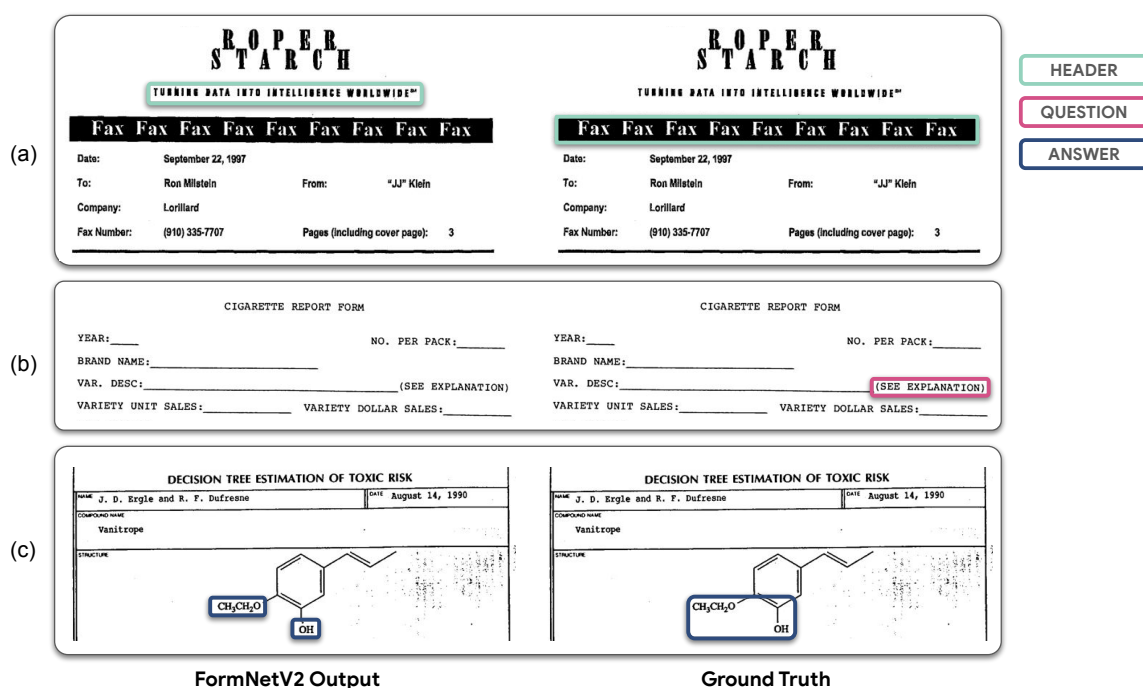 R O P E R
S T A R C H
TURNING DATA INTO INTELLIGENCE WORLDWIDE℠
Fax Fax Fax Fax Fax Fax Fax Fax Fax
Date: September 22, 1997
To: Ron Milstein From: "JJ" Klein
Company: Lorillard
Fax Number: (910) 335-7707 Pages (including cover page): 3
R O P E R
S T A R C H
TURNING DATA INTO INTELLIGENCE WORLDWIDE℠
Fax Fax Fax Fax Fax Fax Fax Fax Fax
Date: September 22, 1997
To: Ron Milstein From: "JJ" Klein
Company: Lorillard
Fax Number: (910) 335-7707 Pages (including cover page): 3
HEADER
QUESTION
ANSWER
(a)
CIGARETTE REPORT FORM
YEAR:
NO. PER PACK:
BRAND NAME:
VAR. DESC: (SEE EXPLANATION)
VARIETY UNIT SALES: VARIETY DOLLAR SALES:
CIGARETTE REPORT FORM
YEAR:
NO. PER PACK:
BRAND NAME:
VAR. DESC: (SEE EXPLANATION)
VARIETY UNIT SALES: VARIETY DOLLAR SALES:
(b)
DECISION TREE ESTIMATION OF TOXIC RISK
NAME J. D. Ergle and R. F. Dufresne DATE August 14, 1990
COMPOUND NAME
Vanitrope
STRUCTURE
CH₃CH₂O
OH
DECISION TREE ESTIMATION OF TOXIC RISK
NAME J. D. Ergle and R. F. Dufresne DATE August 14, 1990
COMPOUND NAME
Vanitrope
STRUCTURE
CH₃CH₂O
OH
(c)
FormNetV2 Output
Ground Truth